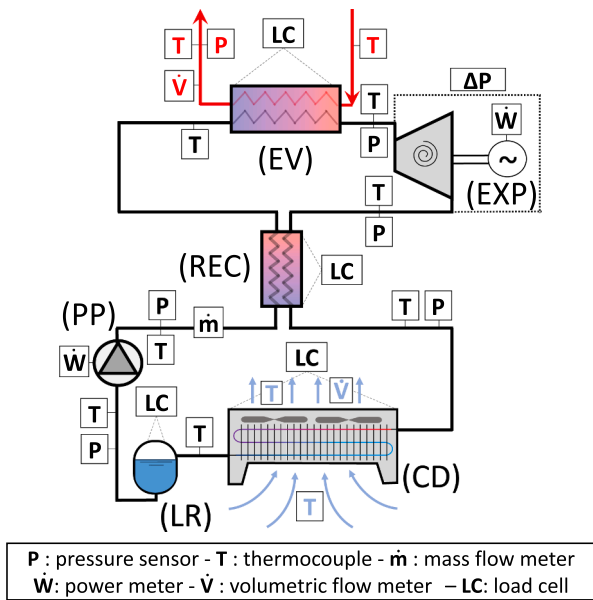 LC
T P T
V̇
ΔP
T
Ẇ
T
P
~
(EV)
(EXP)
T
P
(REC)
LC
P
T P
(PP)
ṁ
T
LC
Ẇ
T
V̇
LC
T
T
P
(CD)
T
(LR)
P : pressure sensor - T : thermocouple - ṁ : mass flow meter
Ẇ: power meter - V̇ : volumetric flow meter – LC: load cell